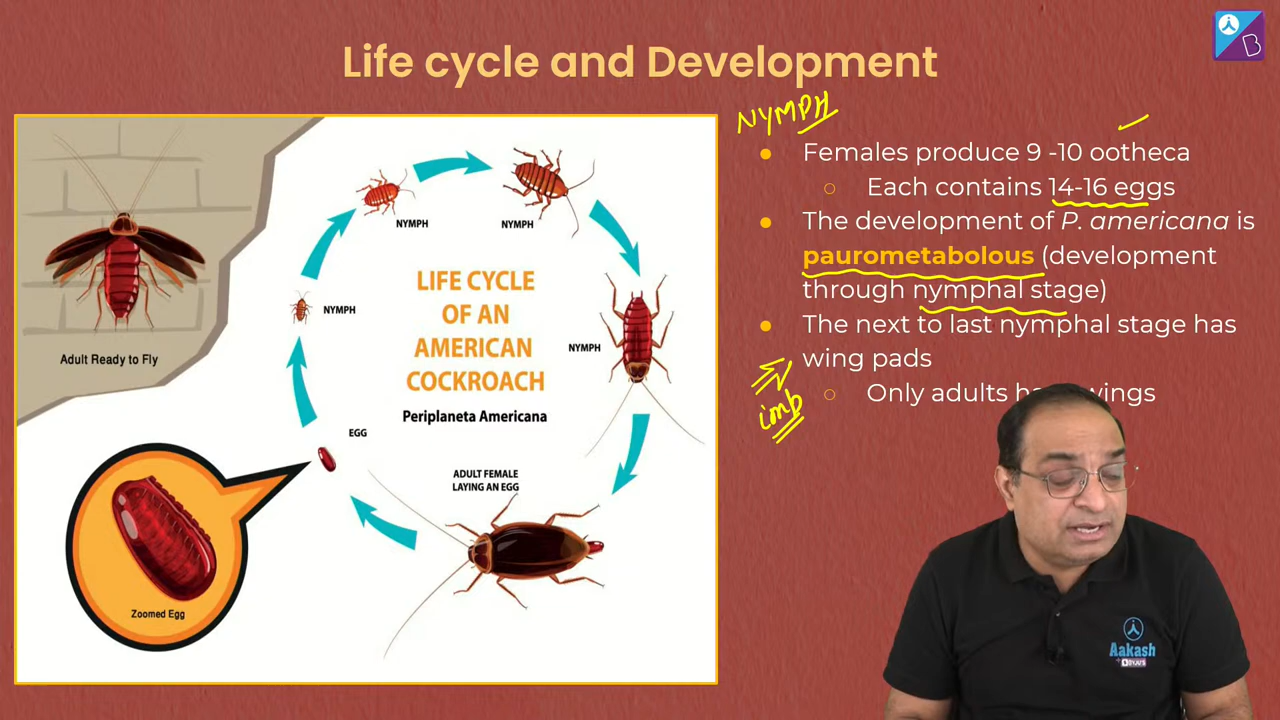 Life cycle and Development
B
NYMPH
Females produce 9 -10 ootheca
Each contains 14-16 eggs
The development of P. americana is
paurometabolous (development
through nymphal stage)
The next to last nymphal stage has
wing pads
Only adults wings
imp
NYMPH
NYMPH
NYMPH
NYMPH
LIFE CYCLE
OF AN
AMERICAN
COCKROACH
Periplaneta Americana
EGG
ADULT FEMALE
LAYING AN EGG
Adult Ready to Fly
Zoomed Egg
Aakash
BYJU'S